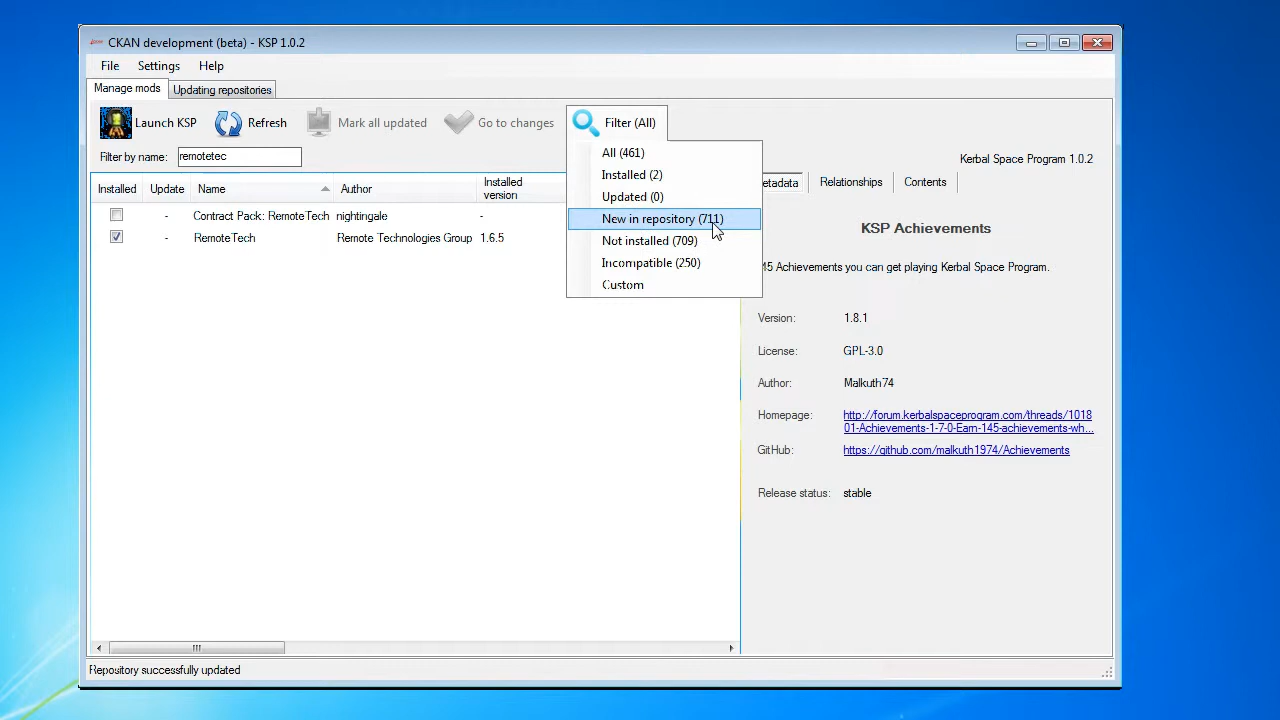 CKAN development (beta) - KSP 1.0.2
File Settings Help
Manage mods Updating repositories
Launch KSP Refresh Mark all updated Go to changes Filter (All)
Filter by name: remotetec
Kerbal Space Program 1.0.2
All (461)
Installed (2)
Updated (0)
New in repository (711)
Not installed (709)
Incompatible (250)
Custom
Installed Update Name Author Installed version
Contract Pack: RemoteTech nightingale -
RemoteTech Remote Technologies Group 1.6.5
etadata Relationships Contents
KSP Achievements
45 Achievements you can get playing Kerbal Space Program.
Version: 1.8.1
License: GPL-3.0
Author: Malkuth74
Homepage: http://forum.kerbalspaceprogram.com/threads/1018
01-Achievements-1-7-0-Earn-145-achievements-wh...
GitHub: https://github.com/malkuth1974/Achievements
Release status: stable
Repository successfully updated